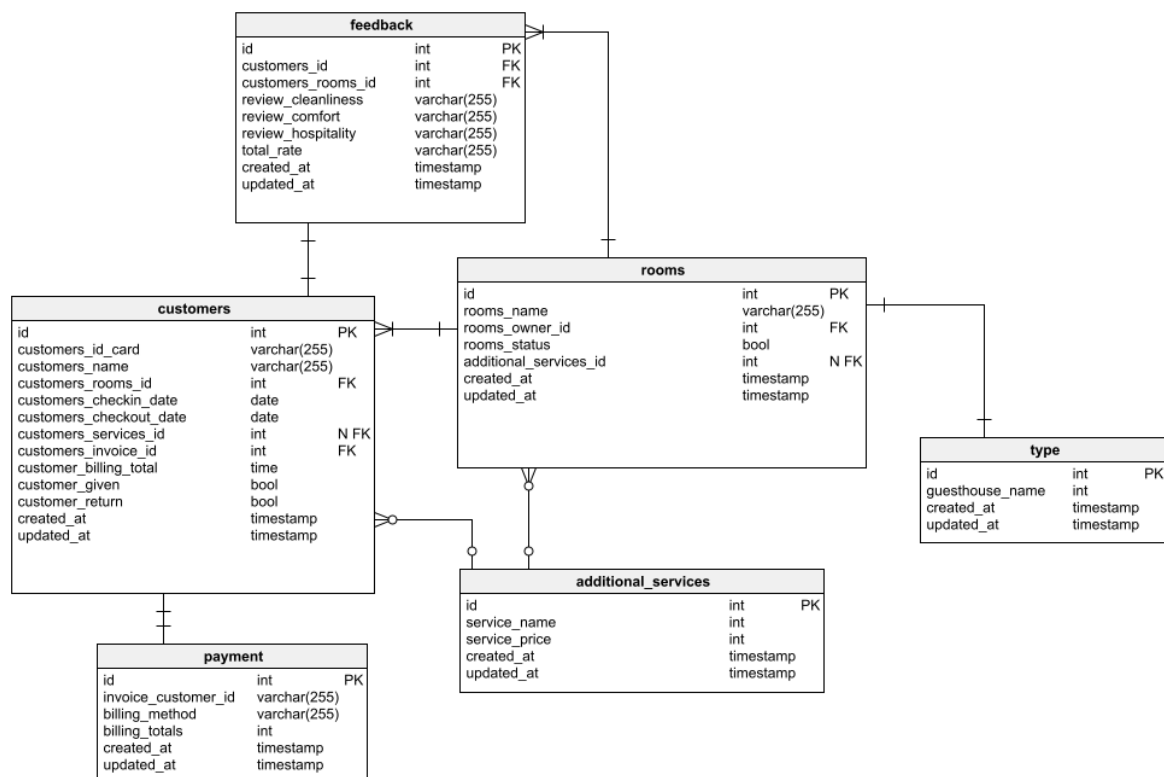 feedback
id int PK
customers_id int FK
customers_rooms_id int FK
review_cleanliness varchar(255)
review_comfort varchar(255)
review_hospitality varchar(255)
total_rate varchar(255)
created_at timestamp
updated_at timestamp
rooms
id int PK
rooms_name varchar(255)
rooms_owner_id int FK
rooms_status bool
additional_services_id int N FK
created_at timestamp
updated_at timestamp
customers
id int PK
customers_id_card varchar(255)
customers_name varchar(255)
customers_rooms_id int FK
customers_checkin_date date
customers_checkout_date date
customers_services_id int N FK
customers_invoice_id int FK
customer_billing_total time
customer_given bool
customer_return bool
created_at timestamp
updated_at timestamp
type
id int PK
guesthouse_name int
created_at timestamp
updated_at timestamp
additional_services
id int PK
service_name int
service_price int
created_at timestamp
updated_at timestamp
payment
id int PK
invoice_customer_id varchar(255)
billing_method varchar(255)
billing_totals int
created_at timestamp
updated_at timestamp